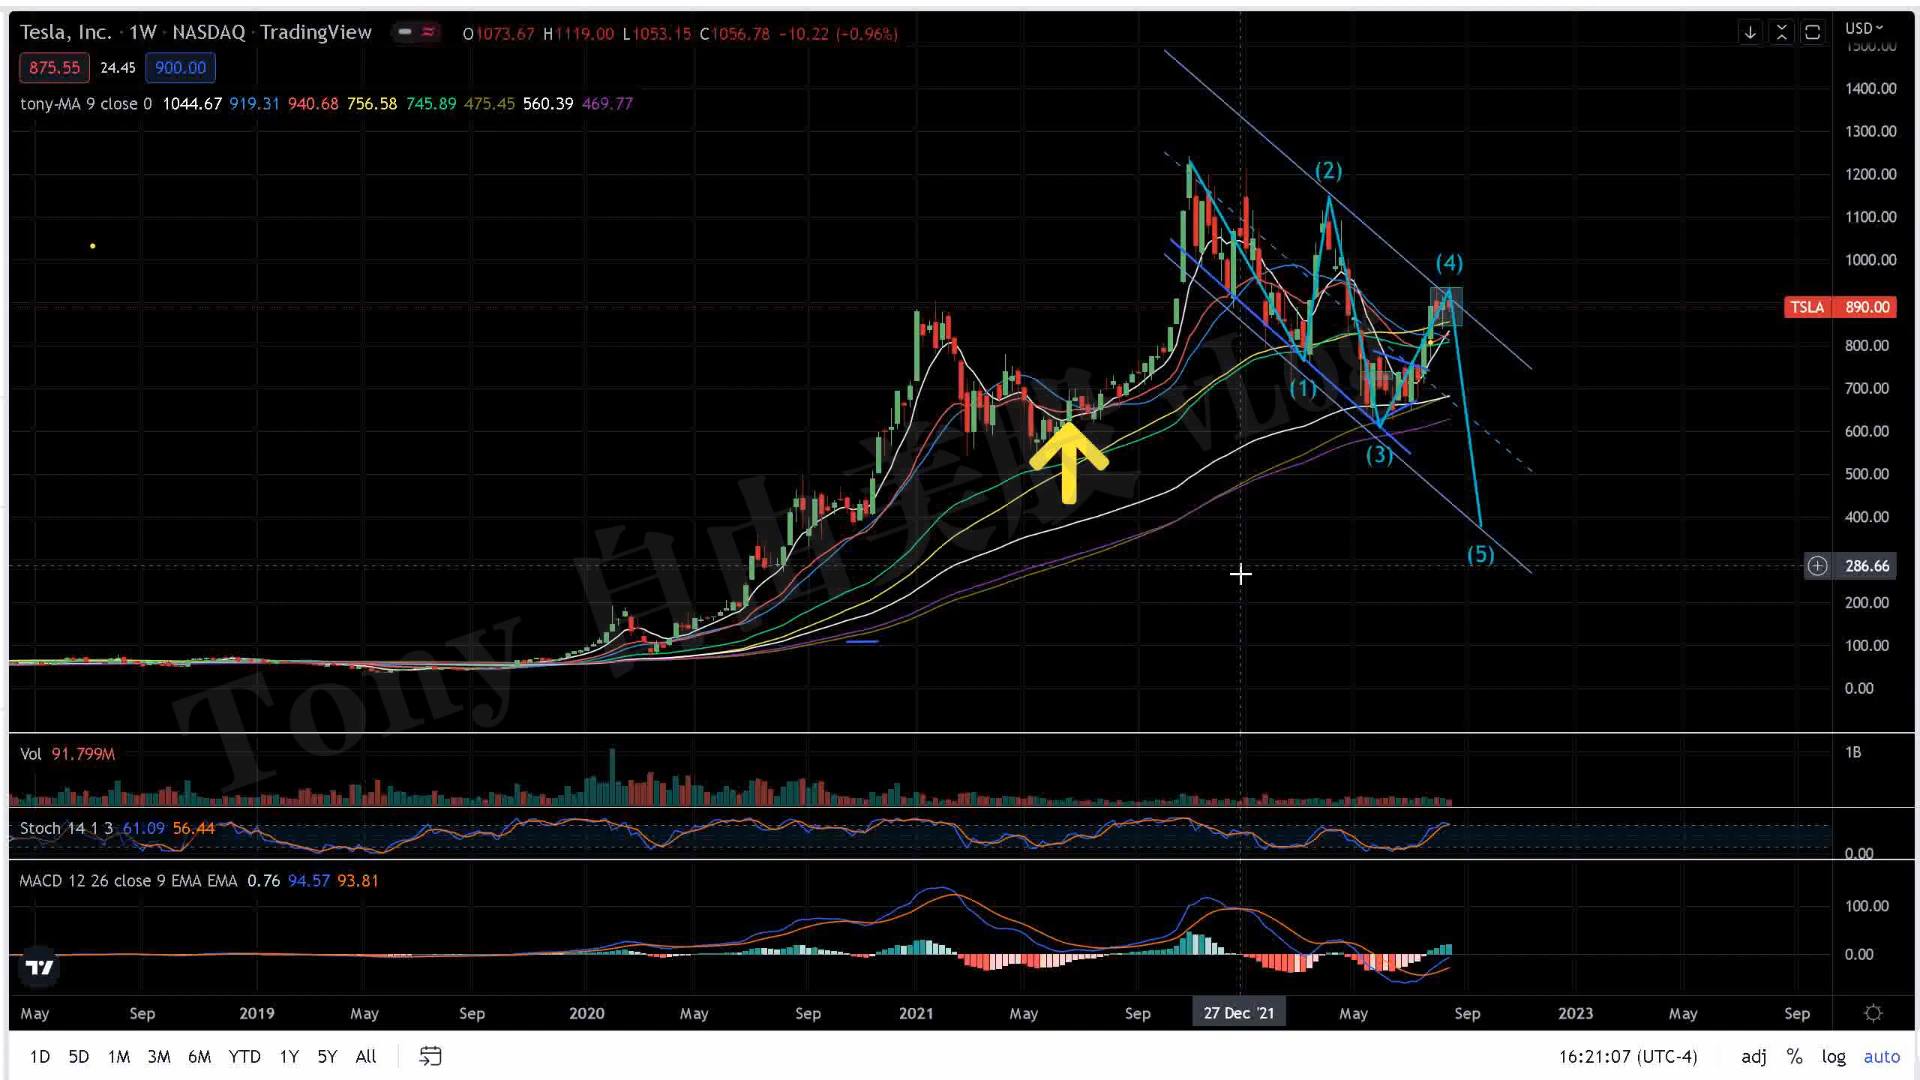 Tesla, Inc. · 1W · NASDAQ · TradingView O1073.67 H1119.00 L1053.15 C1056.78 −10.22 (−0.96%)
USD
1500.00
875.55 24.45 900.00
tony-MA 9 close 0 1044.67 919.31 940.68 756.58 745.89 475.45 560.39 469.77
1400.00
1300.00
(2)
1200.00
1100.00
(4)
1000.00
TSLA 890.00
800.00
(1)
700.00
600.00
(3)
500.00
400.00
(5)
286.66
200.00
100.00
0.00
Tony 自由美股 vLog
Vol 91.799M
1B
Stoch 14 1 3 61.09 56.44
0.00
MACD 12 26 close 9 EMA EMA 0.76 94.57 93.81
100.00
0.00
May Sep 2019 May Sep 2020 May Sep 2021 May Sep 27 Dec '21 May Sep 2023 May Sep
1D 5D 1M 3M 6M YTD 1Y 5Y All 16:21:07 (UTC-4) adj % log auto